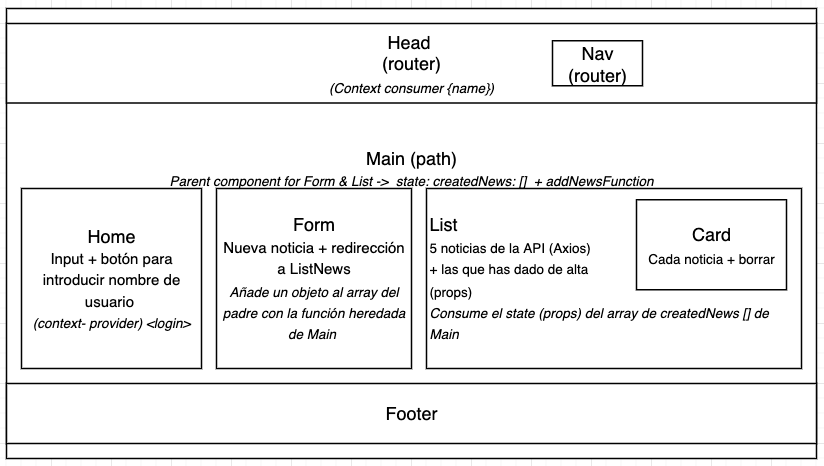 Head
(router)
(Context consumer {name})
Nav
(router)
Main (path)
Parent component for Form & List -> state: createdNews: [] + addNewsFunction
Home
Input + botón para
introducir nombre de
usuario
(context- provider) <login>
Form
Nueva noticia + redirección
a ListNews
Añade un objeto al array del
padre con la función heredada
de Main
List
5 noticias de la API (Axios)
+ las que has dado de alta
(props)
Consume el state (props) del array de createdNews [] de
Main
Card
Cada noticia + borrar
Footer